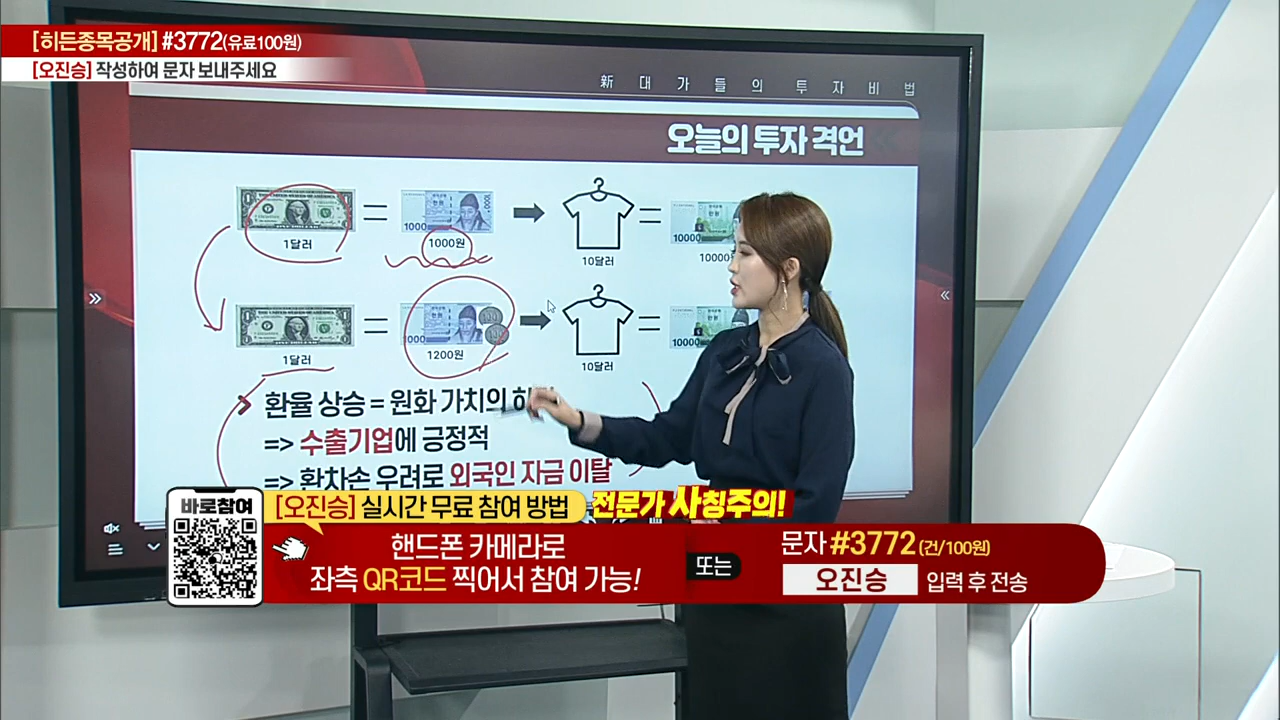 [히든종목공개] #3772(유료100원)
[오진승] 작성하여 문자 보내주세요
新 대 가 들 의 투 자 비 법
오늘의 투자 격언
1달러 = 1000원 10달러 = 10000
1달러 = 1200원 10달러 = 10000
환율 상승 = 원화 가치의 하
=> 수출기업에 긍정적
=> 환차손 우려로 외국인 자금 이탈
바로참여
[오진승] 실시간 무료 참여 방법 전문가 사칭주의!
핸드폰 카메라로
좌측 QR코드 찍어서 참여 가능!
또는
문자 #3772 (건/100원)
오진승 입력 후 전송